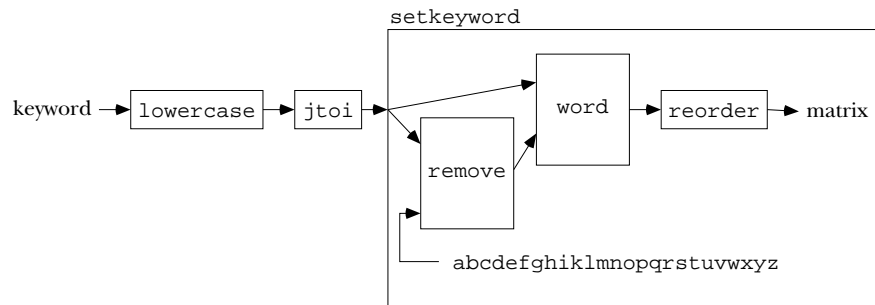 setkeyword
keyword lowercase jtoi word reorder matrix
remove
abcdefghiklmnopqrstuvwxyz